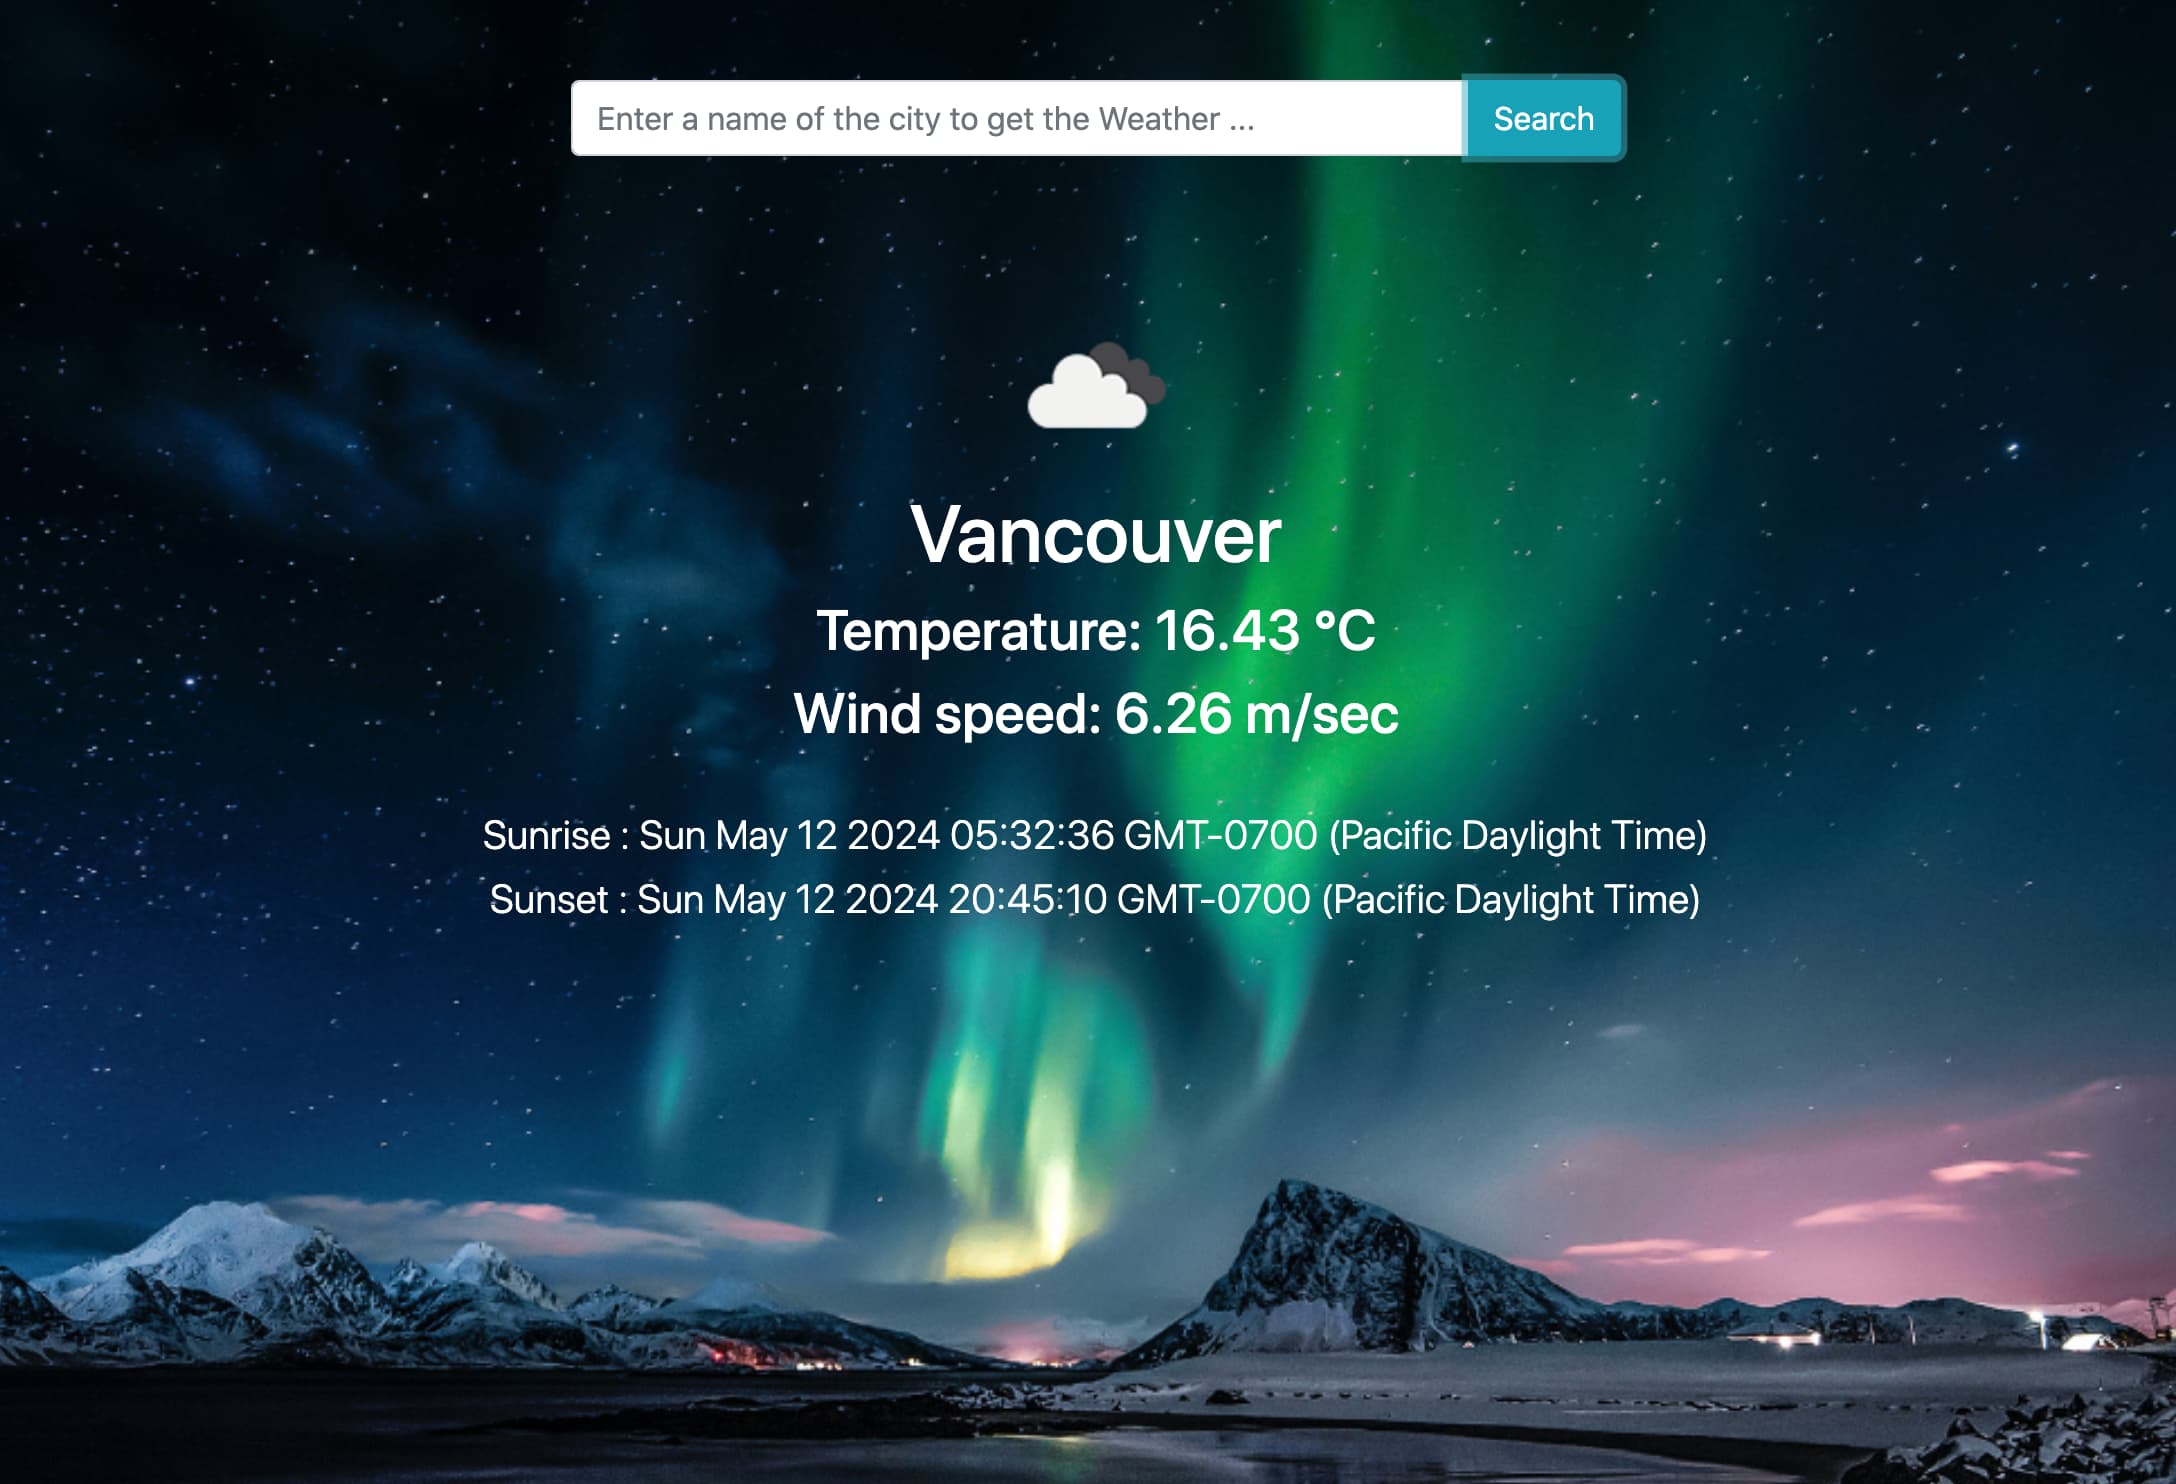 Enter a name of the city to get the Weather ...
Search
Vancouver
Temperature: 16.43 °C
Wind speed: 6.26 m/sec
Sunrise : Sun May 12 2024 05:32:36 GMT-0700 (Pacific Daylight Time)
Sunset : Sun May 12 2024 20:45:10 GMT-0700 (Pacific Daylight Time)